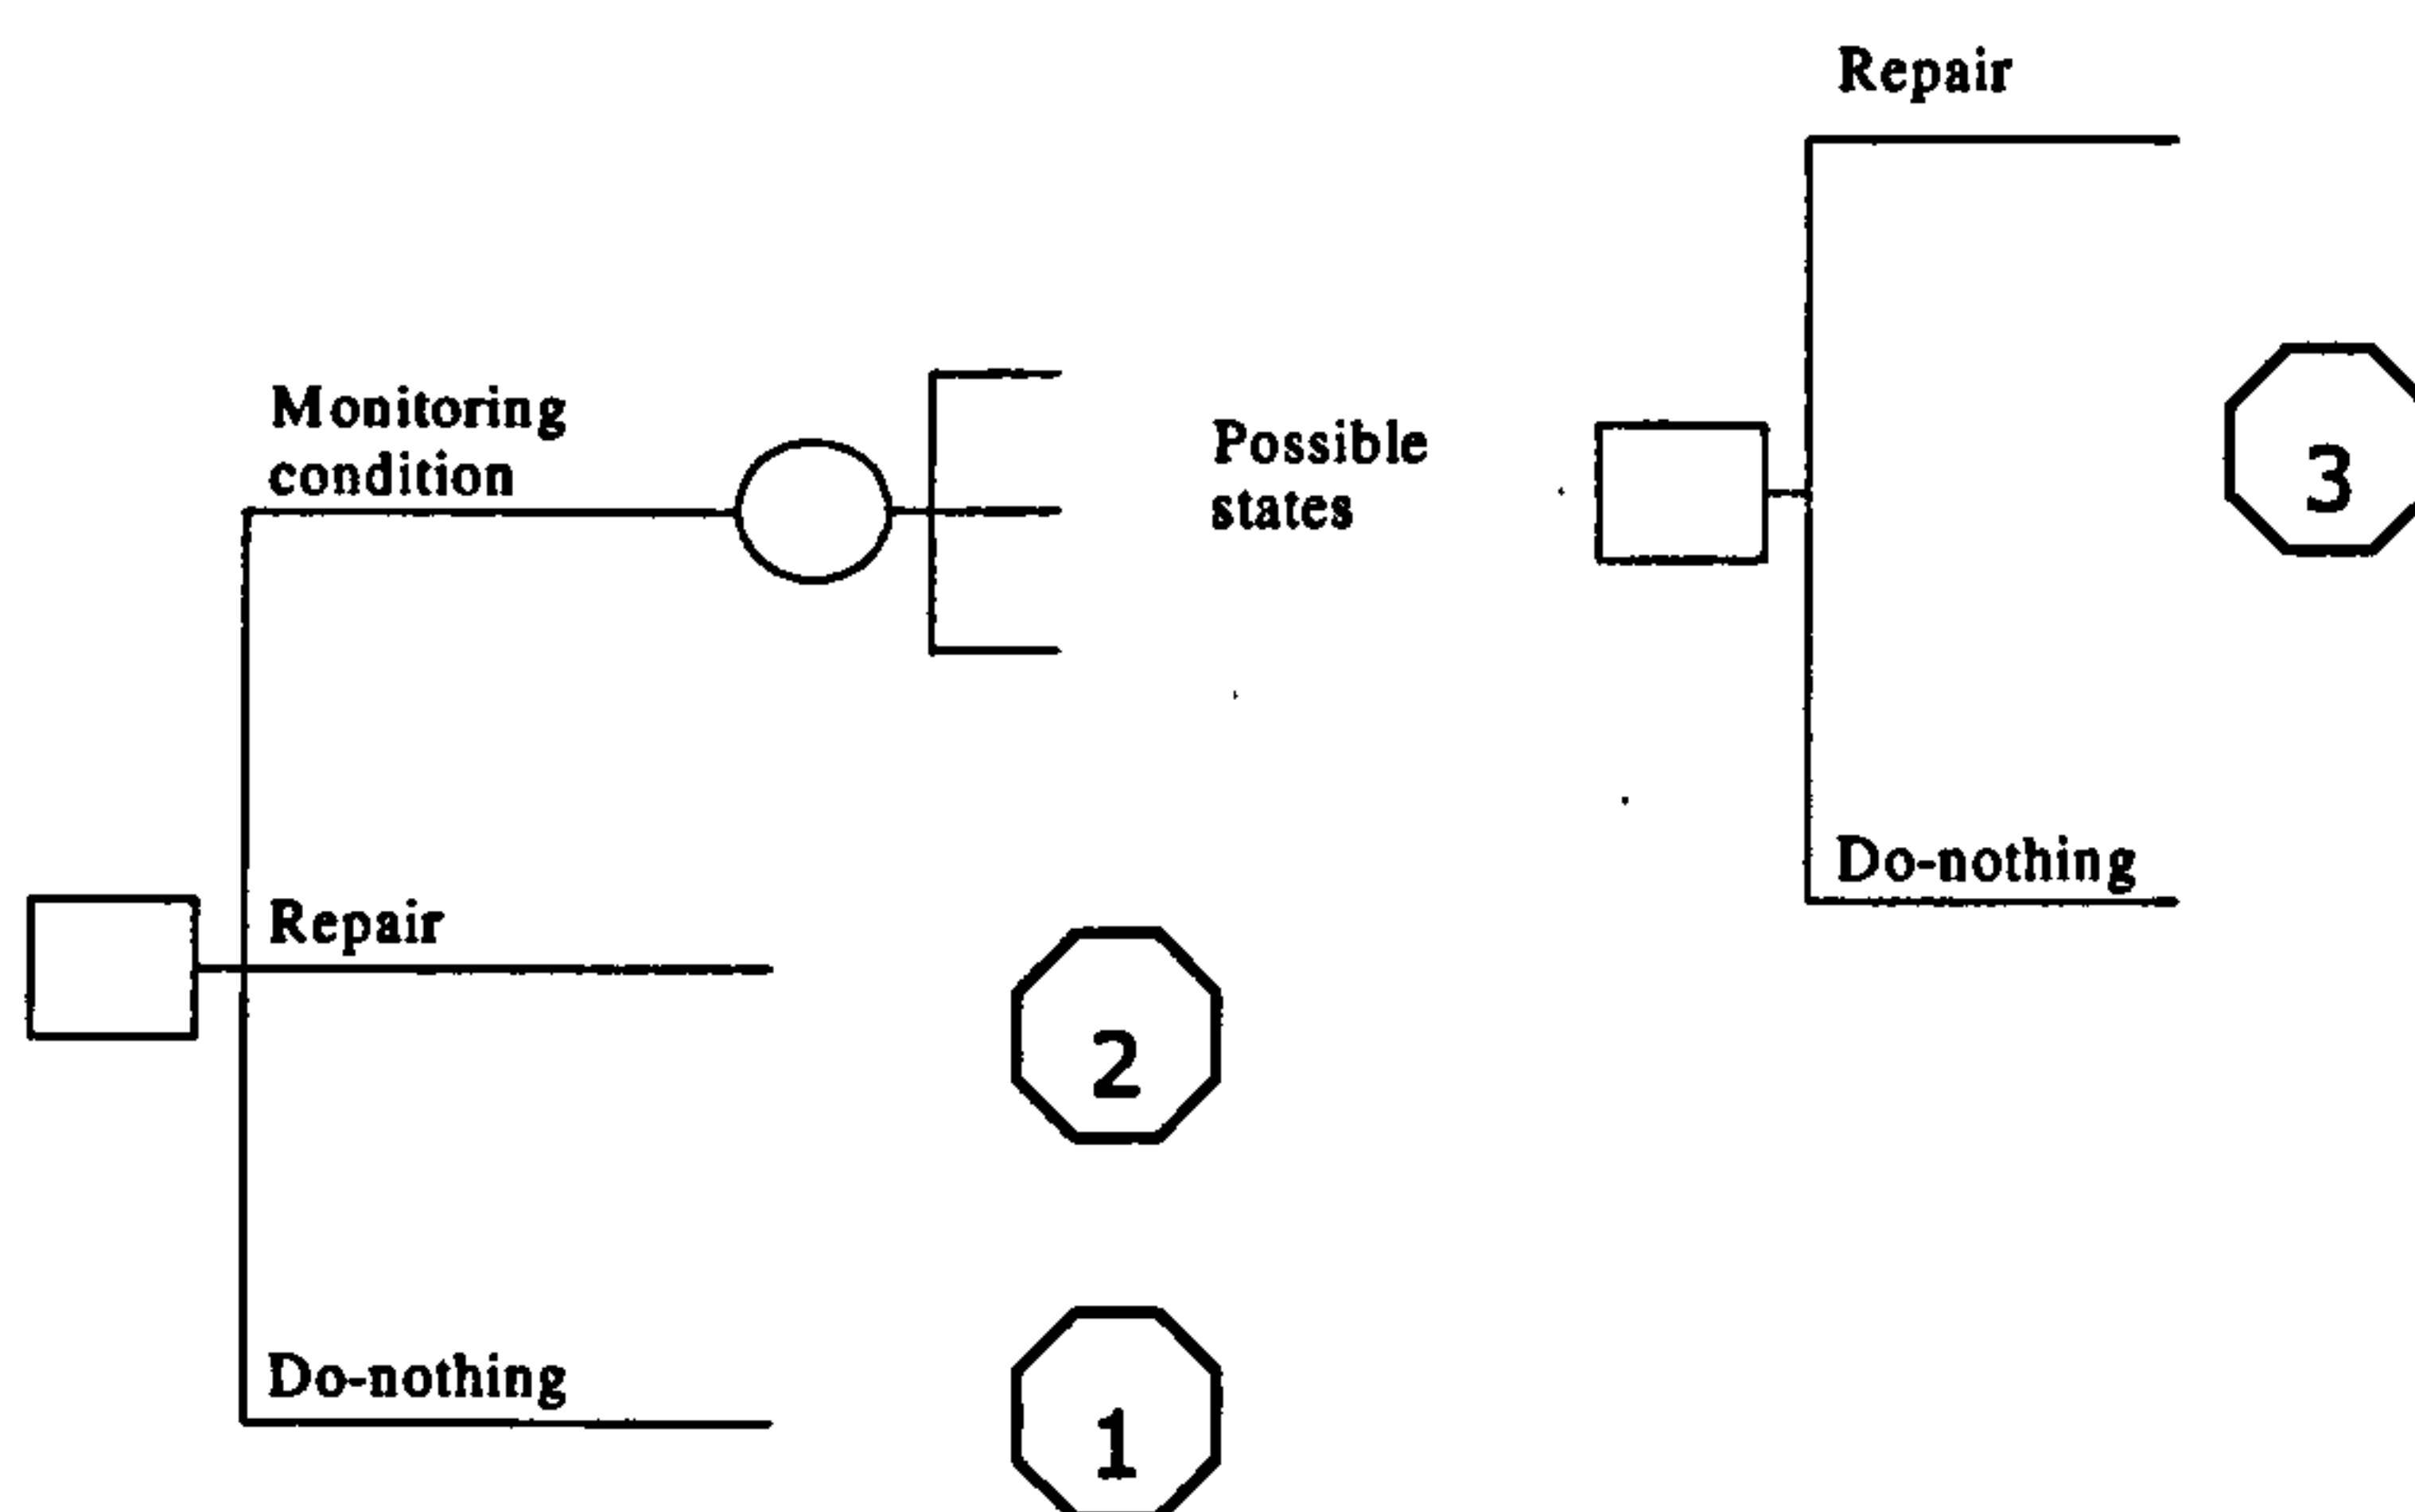 Repair
Monitoring
condition
Possible
states
3
Do-nothing
Repair
2
Do-nothing
1